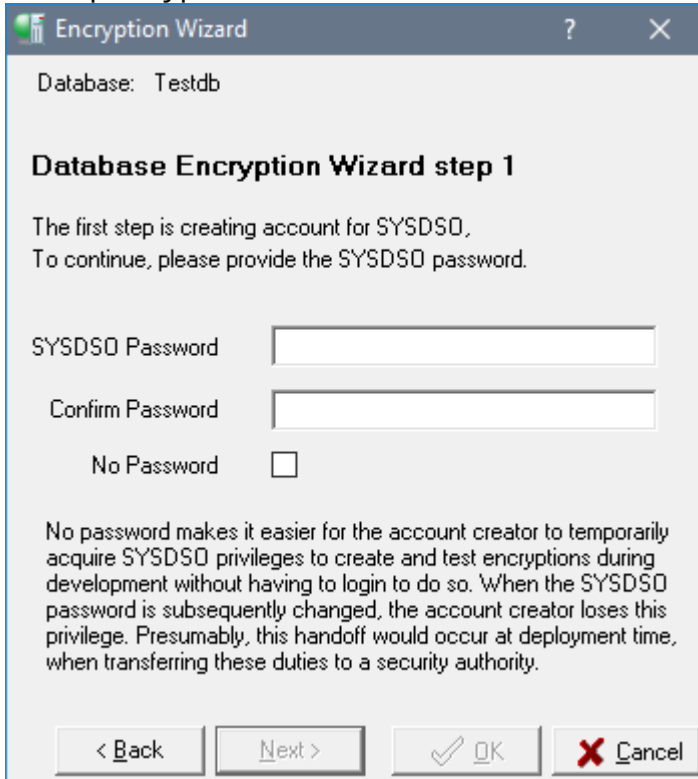 Encryption Wizard ? ✕
Database: Testdb
Database Encryption Wizard step 1
The first step is creating account for SYSDSO,
To continue, please provide the SYSDSO password.
SYSDSO Password
Confirm Password
No Password
No password makes it easier for the account creator to temporarily
acquire SYSDSO privileges to create and test encryptions during
development without having to login to do so. When the SYSDSO
password is subsequently changed, the account creator loses this
privilege. Presumably, this handoff would occur at deployment time,
when transferring these duties to a security authority.
< Back Next > OK Cancel